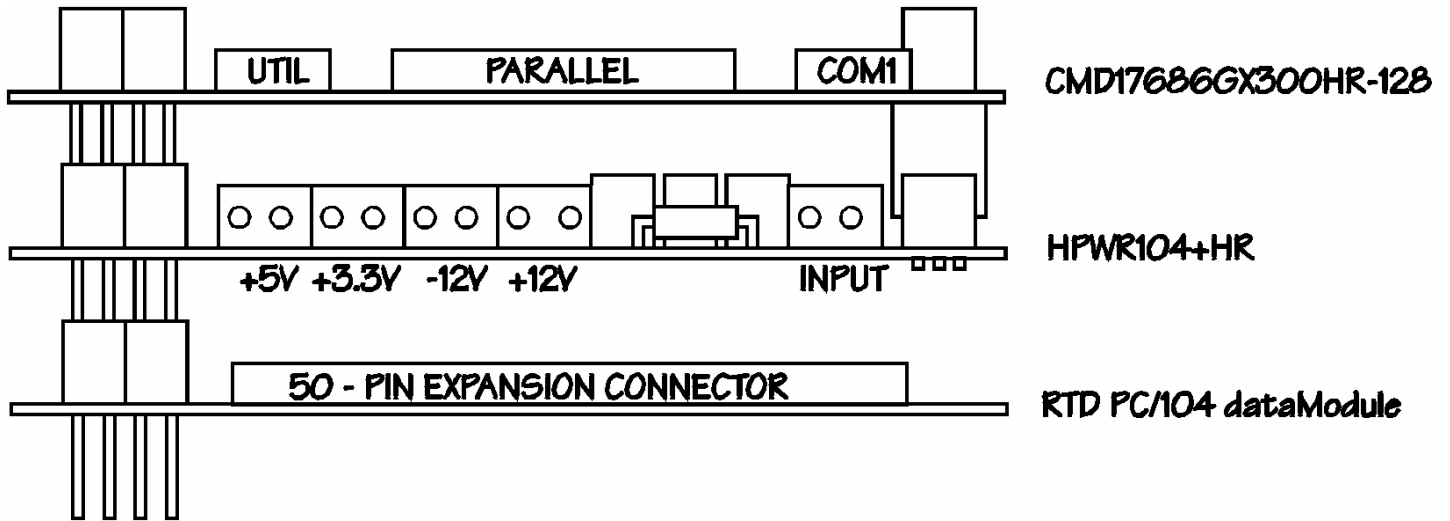 UTIL PARALLEL COM1 CMD17686GX300HR-128
HPWR104+HR
+5V +3.3V -12V +12V INPUT
50 - PIN EXPANSION CONNECTOR
RTD PC/104 dataModule